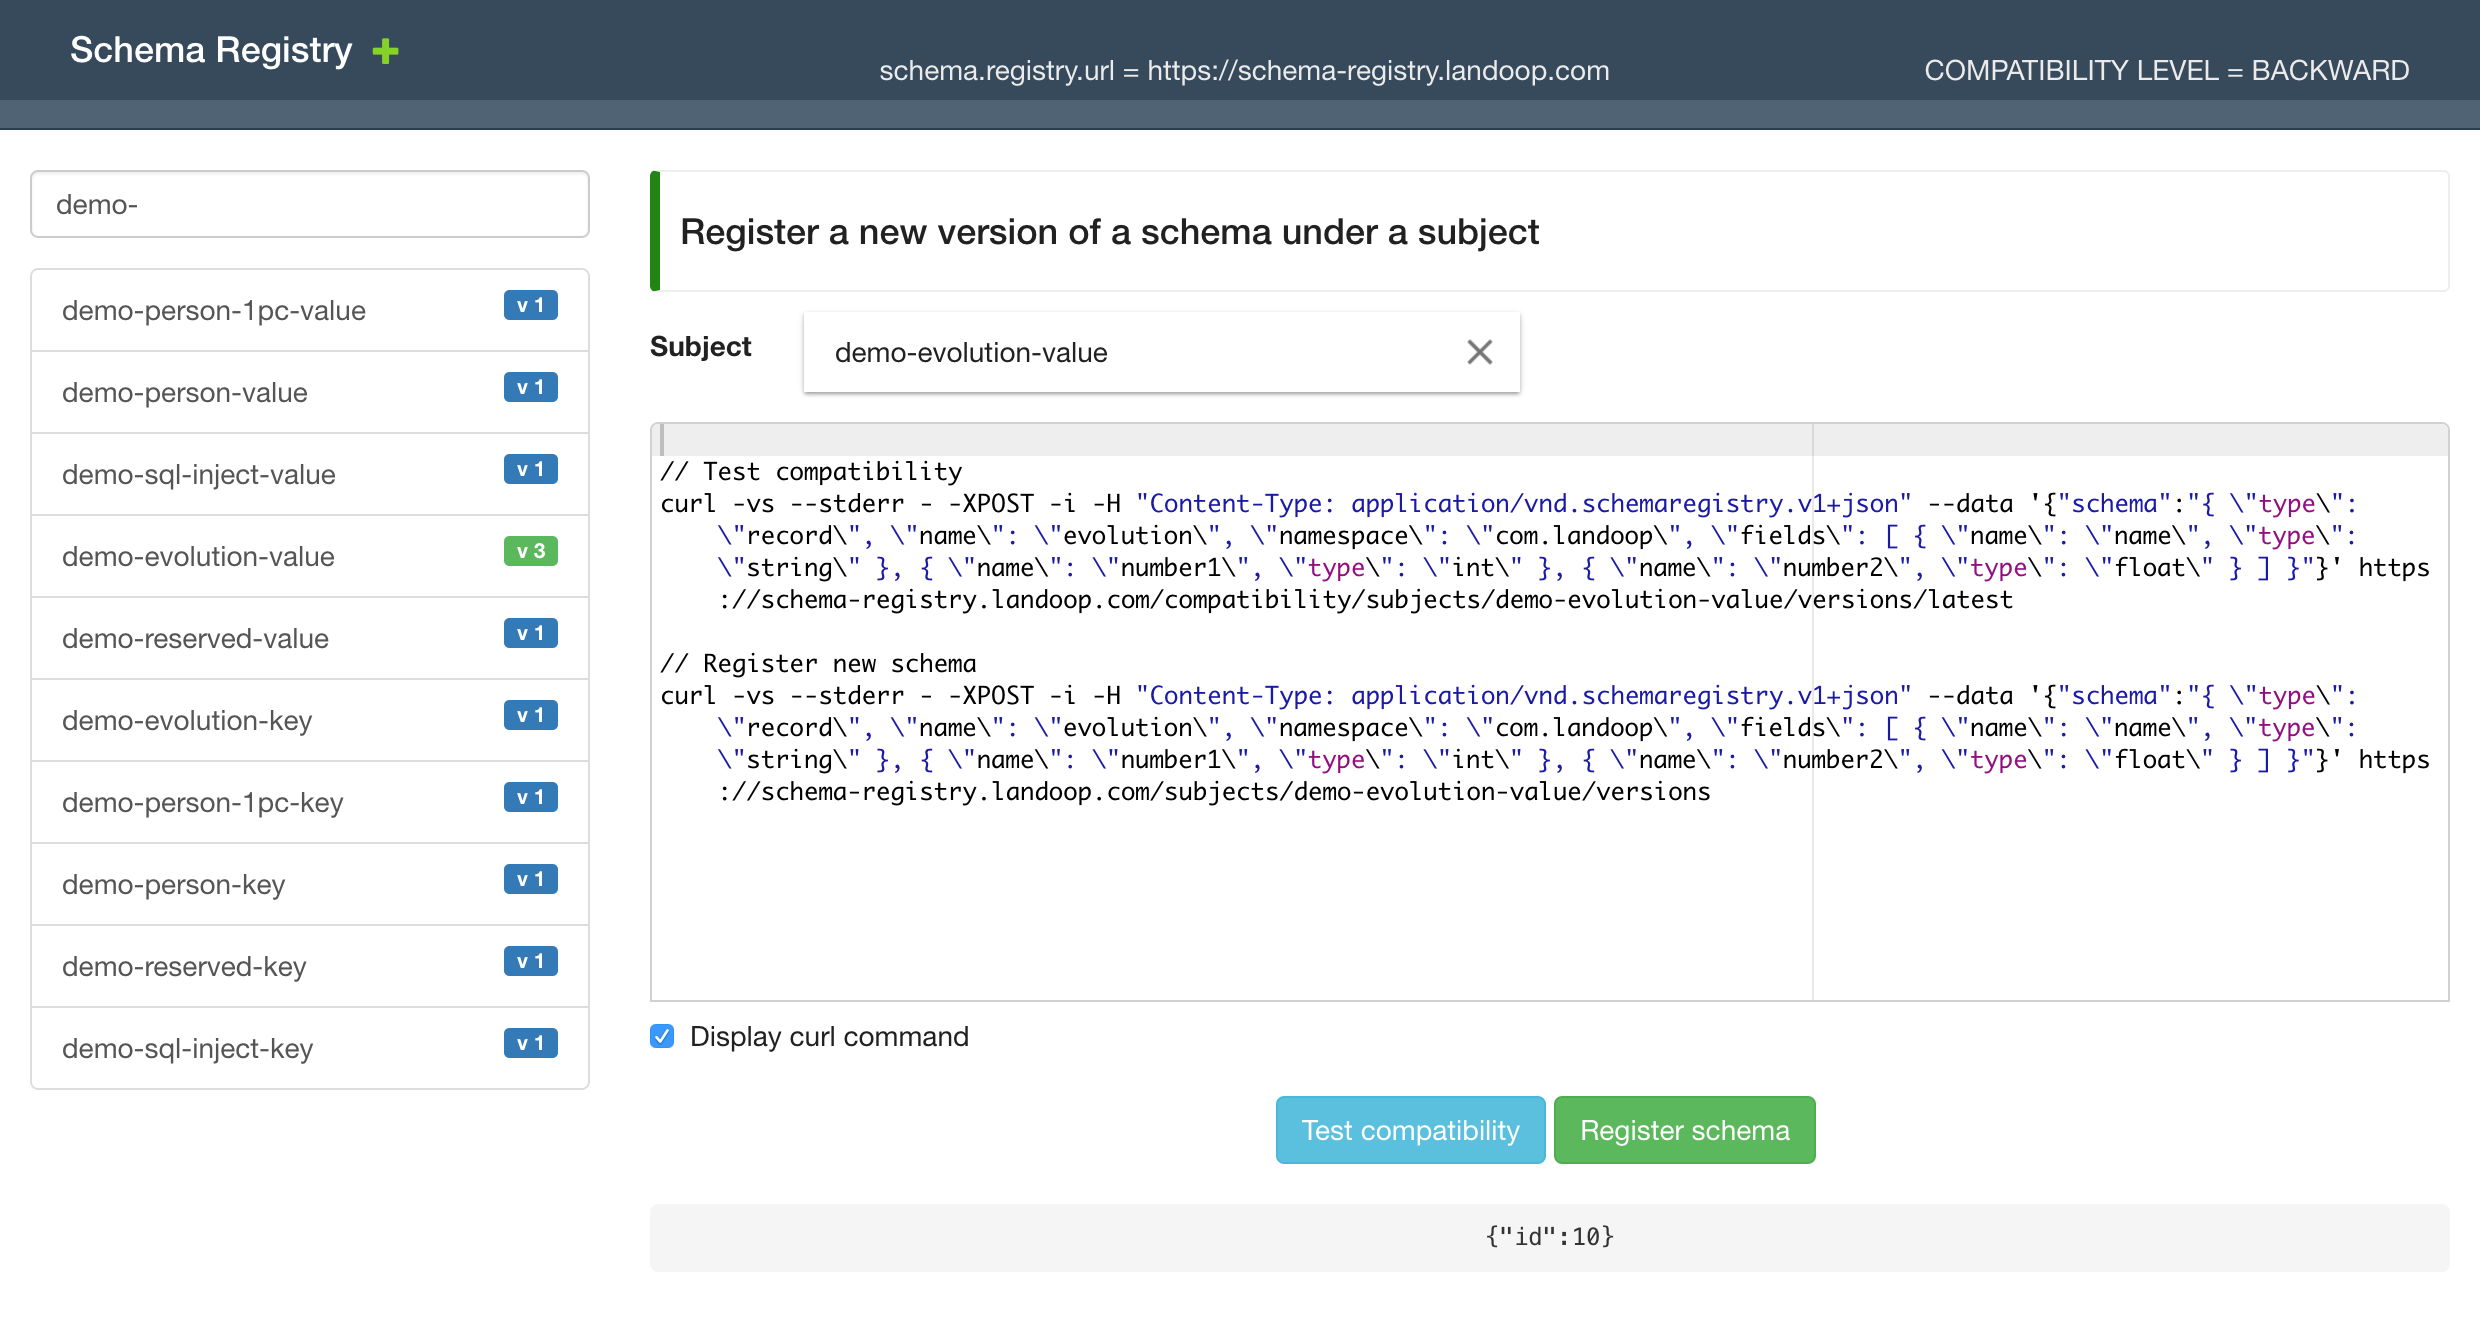 Schema Registry
schema.registry.url = https://schema-registry.landoop.com
COMPATIBILITY LEVEL = BACKWARD
demo-
demo-person-1pc-value v 1
demo-person-value v 1
demo-sql-inject-value v 1
demo-evolution-value v 3
demo-reserved-value v 1
demo-evolution-key v 1
demo-person-1pc-key v 1
demo-person-key v 1
demo-reserved-key v 1
demo-sql-inject-key v 1
Register a new version of a schema under a subject
Subject demo-evolution-value
// Test compatibility
curl -vs --stderr - -XPOST -i -H "Content-Type: application/vnd.schemaregistry.v1+json" --data '{"schema":"{ \"type\":
\"record\", \"name\": \"evolution\", \"namespace\": \"com.landoop\", \"fields\": [ { \"name\": \"name\", \"type\":
\"string\" }, { \"name\": \"number1\", \"type\": \"int\" }, { \"name\": \"number2\", \"type\": \"float\" } ] }"}' https
://schema-registry.landoop.com/compatibility/subjects/demo-evolution-value/versions/latest
// Register new schema
curl -vs --stderr - -XPOST -i -H "Content-Type: application/vnd.schemaregistry.v1+json" --data '{"schema":"{ \"type\":
\"record\", \"name\": \"evolution\", \"namespace\": \"com.landoop\", \"fields\": [ { \"name\": \"name\", \"type\":
\"string\" }, { \"name\": \"number1\", \"type\": \"int\" }, { \"name\": \"number2\", \"type\": \"float\" } ] }"}' https
://schema-registry.landoop.com/subjects/demo-evolution-value/versions
Display curl command
Test compatibility
Register schema
{"id":10}